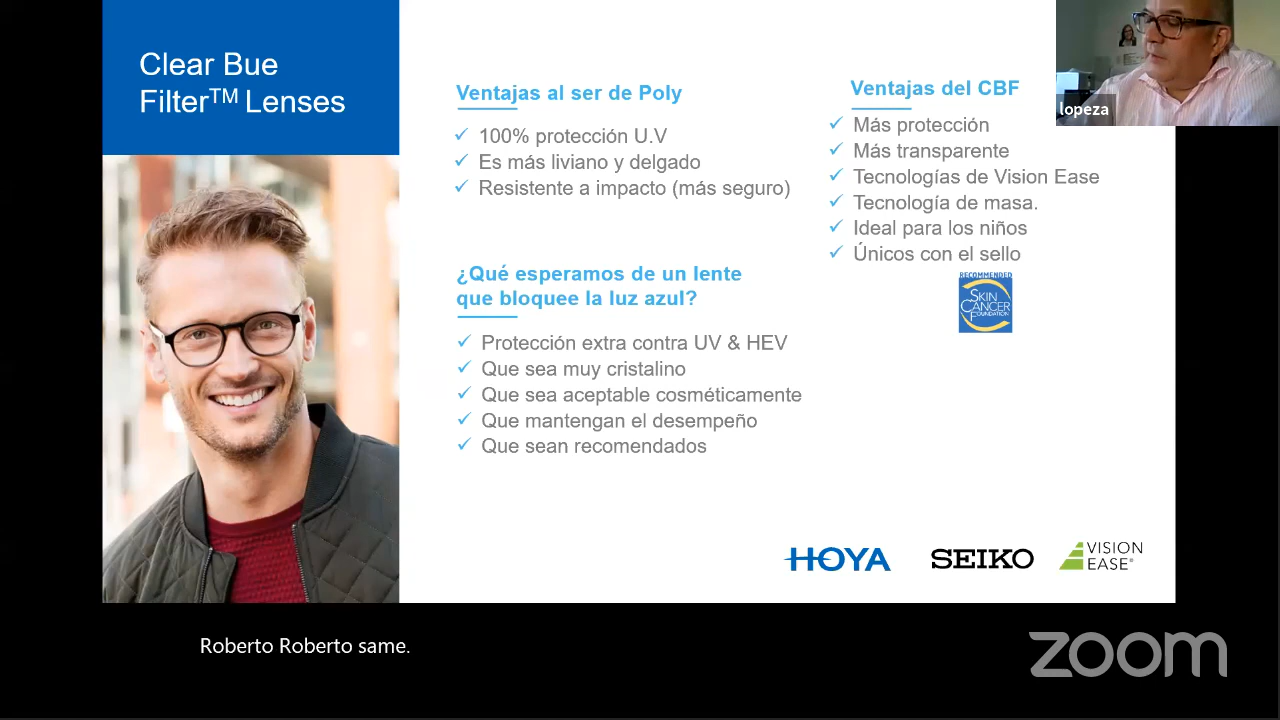 Clear Bue
Filter™ Lenses
Ventajas al ser de Poly
100% protección U.V
Es más liviano y delgado
Resistente a impacto (más seguro)
¿Qué esperamos de un lente
que bloquee la luz azul?
Protección extra contra UV & HEV
Que sea muy cristalino
Que sea aceptable cosméticamente
Que mantengan el desempeño
Que sean recomendados
Ventajas del CBF
Más protección
Más transparente
Tecnologías de Vision Ease
Tecnología de masa.
Ideal para los niños
Únicos con el sello
RECOMMENDED
SKIN
CANCER
FOUNDATION
lopeza
HOYA
SEIKO
VISION
EASE®
Roberto Roberto same.
zoom